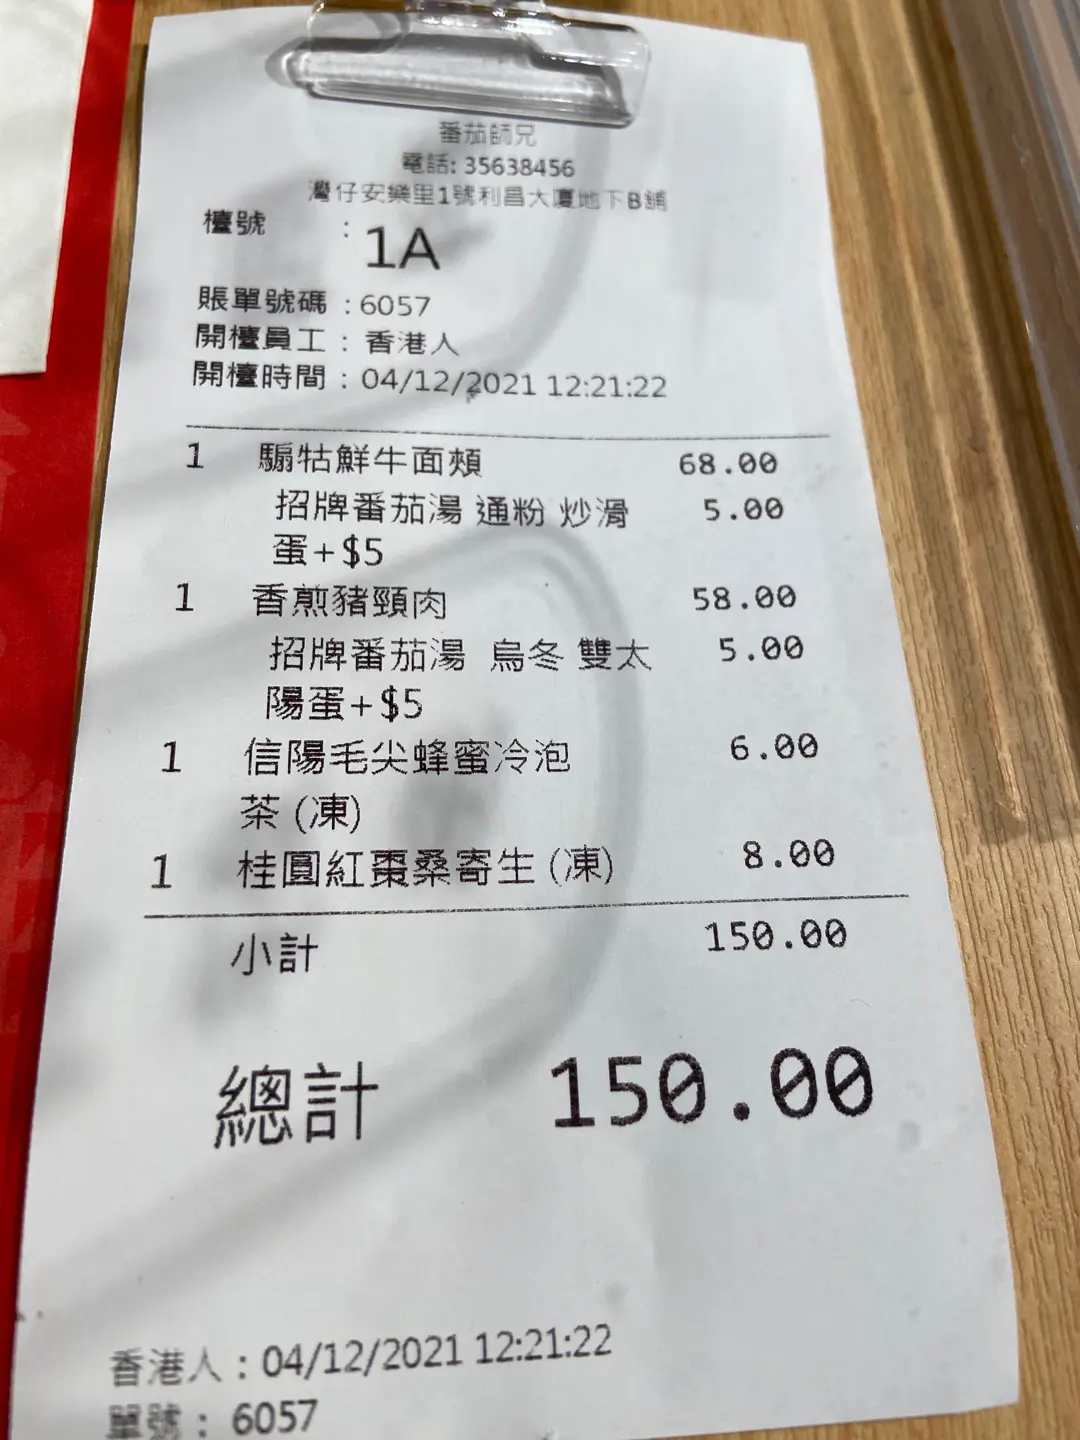 番茄師兄
電話: 35638456
灣仔安樂里1號利昌大廈地下B舖
檯號 : 1A
賬單號碼 : 6057
開檯員工 : 香港人
開檯時間 : 04/12/2021 12:21:22
1 騸牯鮮牛面頰 68.00
招牌番茄湯 通粉 炒滑 5.00
蛋+$5
1 香煎豬頸肉 58.00
招牌番茄湯 烏冬 雙太 5.00
陽蛋+$5
1 信陽毛尖蜂蜜冷泡 6.00
茶 (凍)
1 桂圓紅棗桑寄生 (凍) 8.00
小計 150.00
總計 150.00
香港人 : 04/12/2021 12:21:22
單號 : 6057